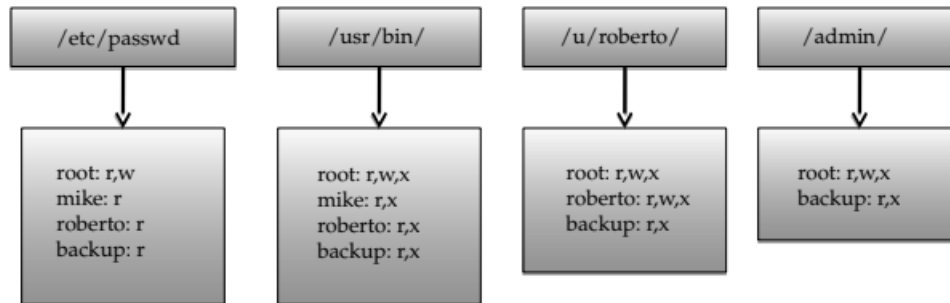 /etc/passwd
/usr/bin/
/u/roberto/
/admin/
root: r,w
mike: r
roberto: r
backup: r
root: r,w,x
mike: r,x
roberto: r,x
backup: r,x
root: r,w,x
roberto: r,w,x
backup: r,x
root: r,w,x
backup: r,x